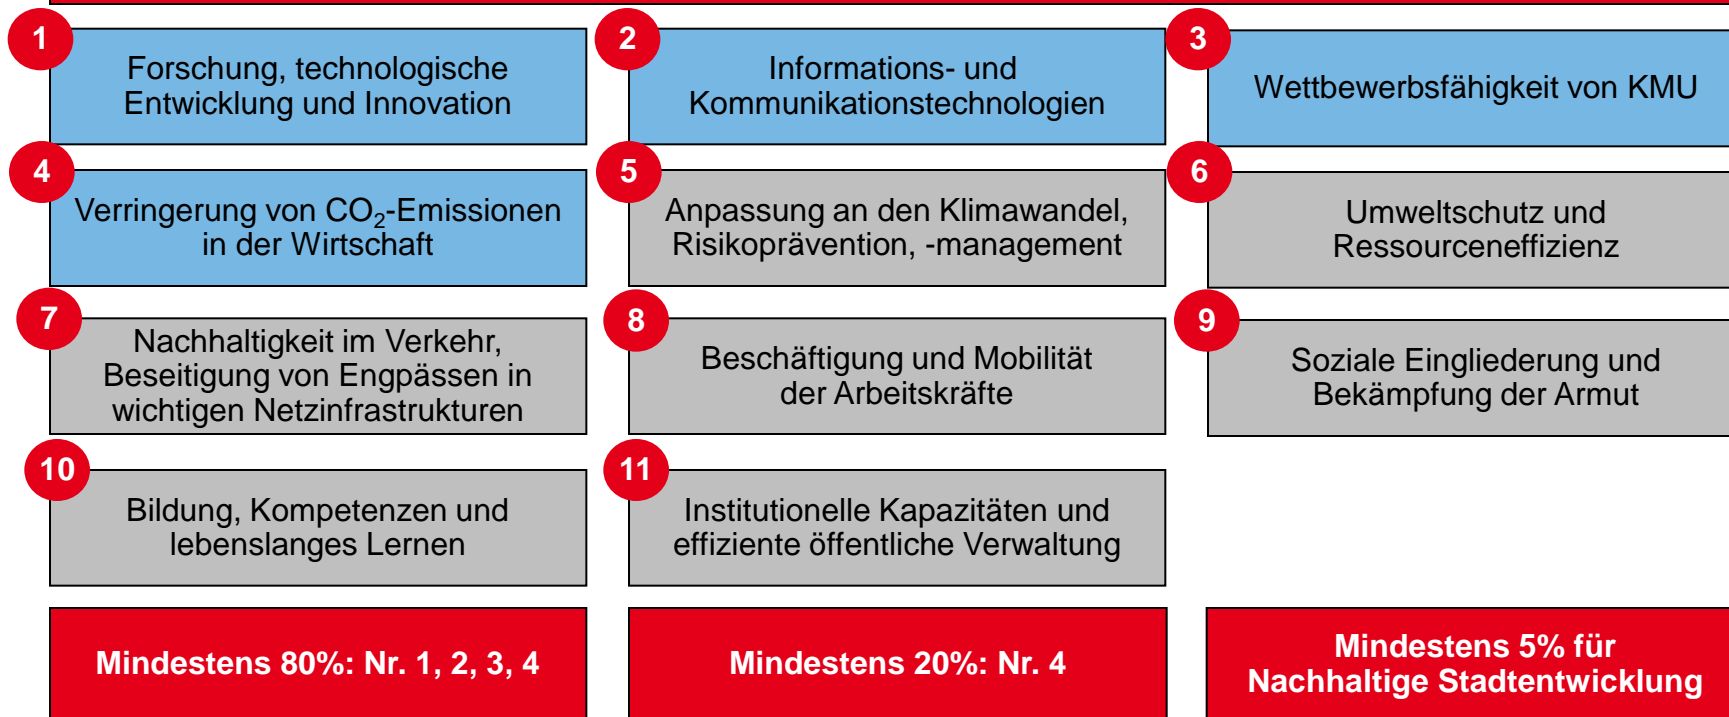 1
Forschung, technologische
Entwicklung und Innovation
2
Informations- und
Kommunikationstechnologien
3
Wettbewerbsfähigkeit von KMU
4
Verringerung von CO₂-Emissionen
in der Wirtschaft
5
Anpassung an den Klimawandel,
Risikoprävention, -management
6
Umweltschutz und
Ressourceneffizienz
7
Nachhaltigkeit im Verkehr,
Beseitigung von Engpässen in
wichtigen Netzinfrastrukturen
8
Beschäftigung und Mobilität
der Arbeitskräfte
9
Soziale Eingliederung und
Bekämpfung der Armut
10
Bildung, Kompetenzen und
lebenslanges Lernen
11
Institutionelle Kapazitäten und
effiziente öffentliche Verwaltung
Mindestens 80%: Nr. 1, 2, 3, 4
Mindestens 20%: Nr. 4
Mindestens 5% für
Nachhaltige Stadtentwicklung